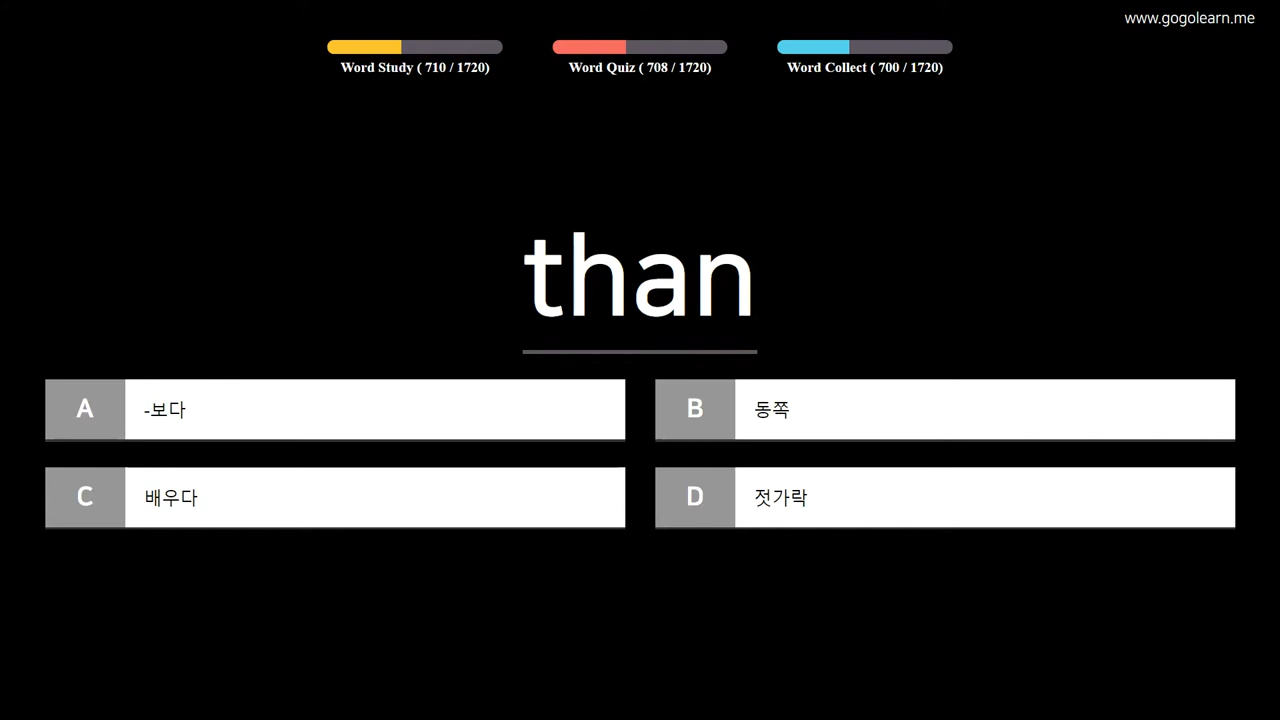 www.gogolearn.me
Word Study ( 710 / 1720)
Word Quiz ( 708 / 1720)
Word Collect ( 700 / 1720)
than
A -보다
B 동쪽
C 배우다
D 젓가락